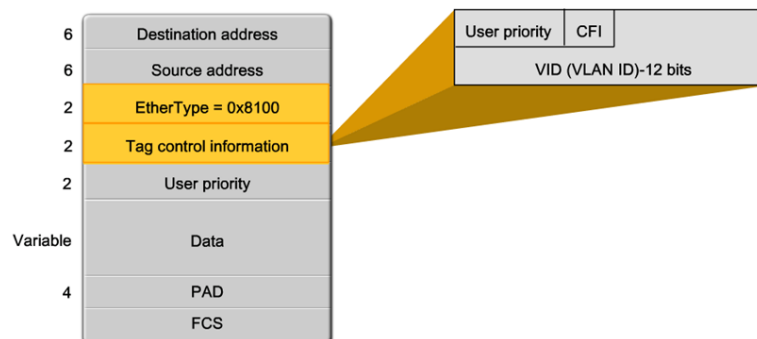 6 Destination address
6 Source address
2 EtherType = 0x8100
2 Tag control information
2 User priority
Variable Data
4 PAD
FCS
User priority CFI
VID (VLAN ID)-12 bits